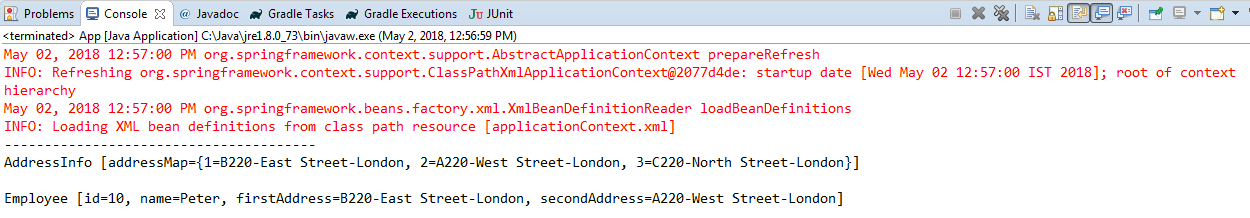 Problems Console Javadoc Gradle Tasks Gradle Executions JUnit
<terminated> App [Java Application] C:\Java\jre1.8.0_73\bin\javaw.exe (May 2, 2018, 12:56:59 PM)
May 02, 2018 12:57:00 PM org.springframework.context.support.AbstractApplicationContext prepareRefresh
INFO: Refreshing org.springframework.context.support.ClassPathXmlApplicationContext@2077d4de: startup date [Wed May 02 12:57:00 IST 2018]; root of context
hierarchy
May 02, 2018 12:57:00 PM org.springframework.beans.factory.xml.XmlBeanDefinitionReader loadBeanDefinitions
INFO: Loading XML bean definitions from class path resource [applicationContext.xml]
---------------------------------------
AddressInfo [addressMap={1=B220-East Street-London, 2=A220-West Street-London, 3=C220-North Street-London}]
Employee [id=10, name=Peter, firstAddress=B220-East Street-London, secondAddress=A220-West Street-London]